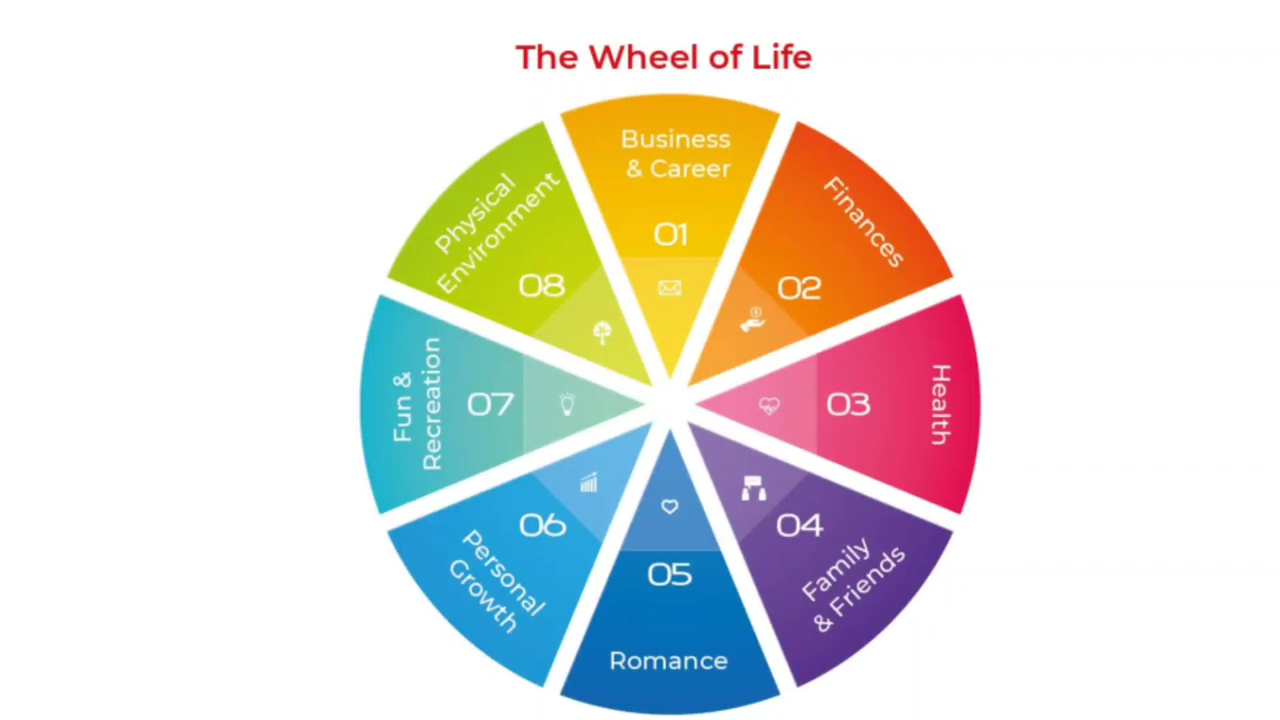 The Wheel of Life
Business
& Career
01
Finances
02
Health
03
Family
& Friends
04
Romance
05
Personal
Growth
06
Fun &
Recreation
07
Physical
Environment
08